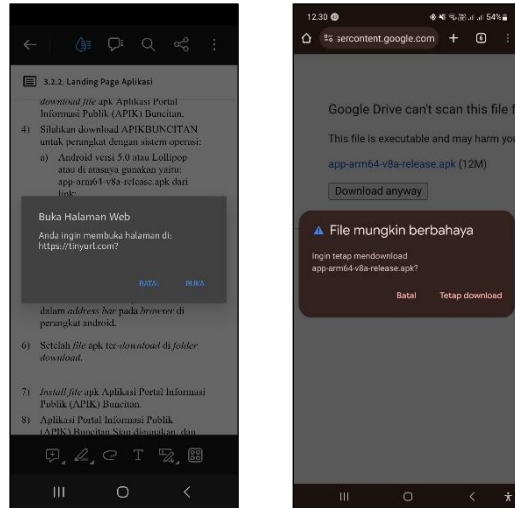 3.2.2. Landing Page Aplikasi
download file apk Aplikasi Portal
Informasi Publik (APIK) Buncitan.
4) Silahkan download APIKBUNCITAN
untuk perangkat dengan sistem operasi:
a) Android versi 5.0 atau Lollipop
atau di atasnya gunakan yaitu:
app-arm64-v8a-release.apk dari
link:
Buka Halaman Web
Anda ingin membuka halaman di:
https://tinyurl.com?
BATAL BUKA
dalam address bar pada browser di
perangkat android.
6) Setelah file apk ter-download di folder
download.
7) Install file apk Aplikasi Portal Informasi
Publik (APIK) Buncitan.
8) Aplikasi Portal Informasi Publik
(APIK) Buncitan Siap digunakan, dan
12.30
54%
sercontent.google.com
6
Google Drive can't scan this file f
This file is executable and may harm you
app-arm64-v8a-release.apk (12M)
Download anyway
File mungkin berbahaya
Ingin tetap mendownload
app-arm64-v8a-release.apk?
Batal Tetap download